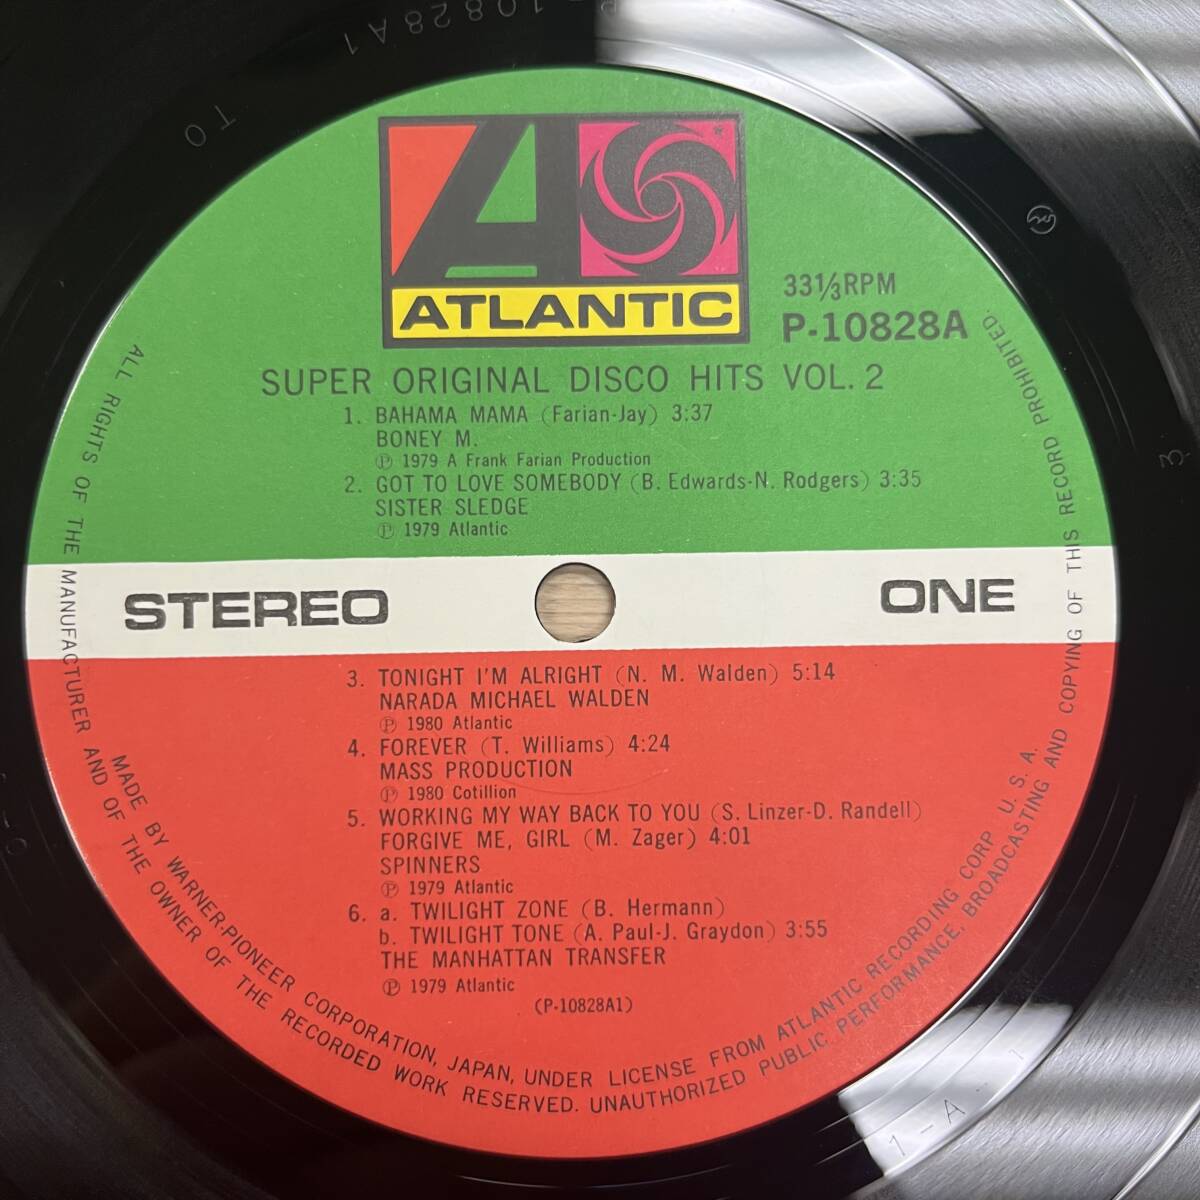 P-10828A1
TO
ATLANTIC
33⅓RPM
P-10828A
SUPER ORIGINAL DISCO HITS VOL. 2
1. BAHAMA MAMA (Farian-Jay) 3:37
BONEY M.
Ⓟ 1979 A Frank Farian Production
2. GOT TO LOVE SOMEBODY (B. Edwards-N. Rodgers) 3:35
SISTER SLEDGE
Ⓟ 1979 Atlantic
STEREO
ONE
3. TONIGHT I'M ALRIGHT (N. M. Walden) 5:14
NARADA MICHAEL WALDEN
Ⓟ 1980 Atlantic
4. FOREVER (T. Williams) 4:24
MASS PRODUCTION
Ⓟ 1980 Cotillion
5. WORKING MY WAY BACK TO YOU (S. Linzer-D. Randell)
FORGIVE ME, GIRL (M. Zager) 4:01
SPINNERS
Ⓟ 1979 Atlantic
6. a. TWILIGHT ZONE (B. Hermann)
b. TWILIGHT TONE (A. Paul-J. Graydon) 3:55
THE MANHATTAN TRANSFER
Ⓟ 1979 Atlantic
(P-10828A1)
MADE BY WARNER-PIONEER CORPORATION, JAPAN, UNDER LICENSE FROM ATLANTIC RECORDING CORP. U. S. A.
ALL RIGHTS OF THE MANUFACTURER AND OF THE OWNER OF THE RECORDED WORK RESERVED. UNAUTHORIZED PUBLIC PERFORMANCE, BROADCASTING AND COPYING OF THIS RECORD PROHIBITED.
3
1-A-1